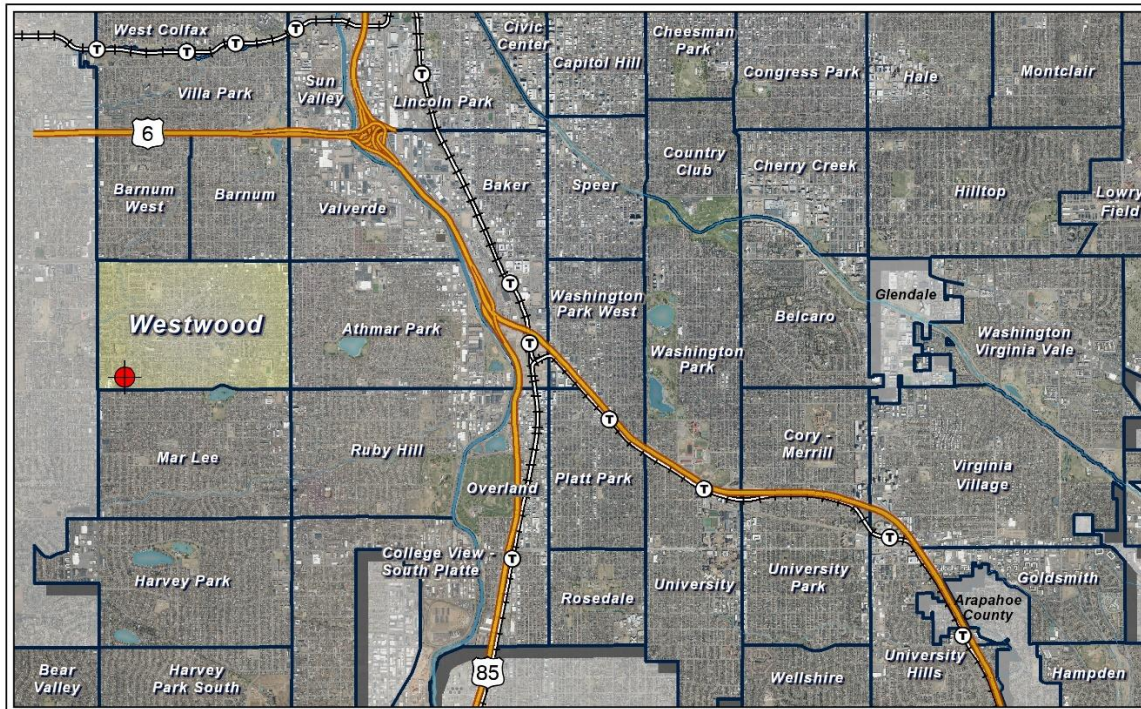 West Colfax
Civic
Center
Cheesman
Park
Capitol Hill
Congress Park
Hale
Montclair
Villa Park
Sun
Valley
Lincoln Park
T
T
T
T
T
6
Barnum
West
Barnum
Valverde
Baker
Speer
Country
Club
Cherry Creek
Hilltop
Lowry
Field
Westwood
Athmar Park
T
T
Washington
Park West
Washington
Park
Belcaro
Glendale
Washington
Virginia Vale
Mar Lee
Ruby Hill
Overland
Platt Park
T
T
Cory -
Merrill
Virginia
Village
T
Harvey Park
College View -
South Platte
T
Rosedale
University
University
Park
Goldsmith
Arapahoe
County
T
Bear
Valley
Harvey
Park South
85
Wellshire
University
Hills
Hampden